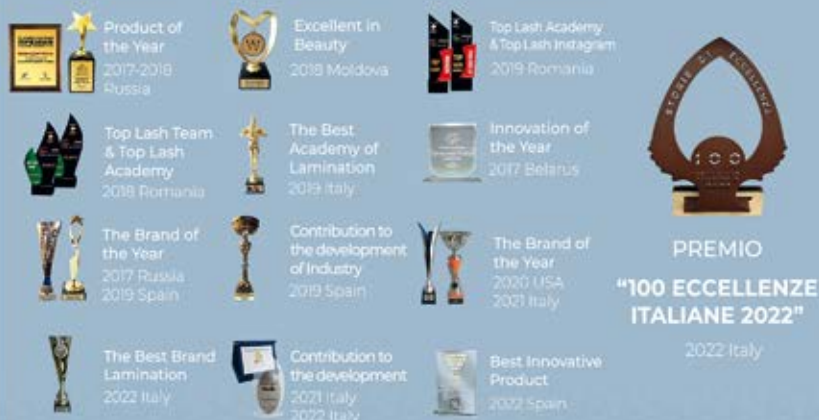 Product of
the Year
2017-2018
Russia
Excellent in
Beauty
2018 Moldova
Top Lash Academy
& Top Lash Instagram
2019 Romania
Top Lash Team
& Top Lash
Academy
2018 Romania
The Best
Academy of
Lamination
2019 Italy
Innovation of
the Year
2017 Belarus
The Brand of
the Year
2017 Russia
2019 Spain
Contribution to
the development
of Industry
2019 Spain
The Brand of
the Year
2020 USA
2021 Italy
The Best Brand
Lamination
2022 Italy
Contribution to
the development
2021 Italy
2022 Italy
Best Innovative
Product
2022 Spain
STORIE DI ECCELLENZA
100
PREMIO
“100 ECCELLENZE
ITALIANE 2022”
2022 Italy